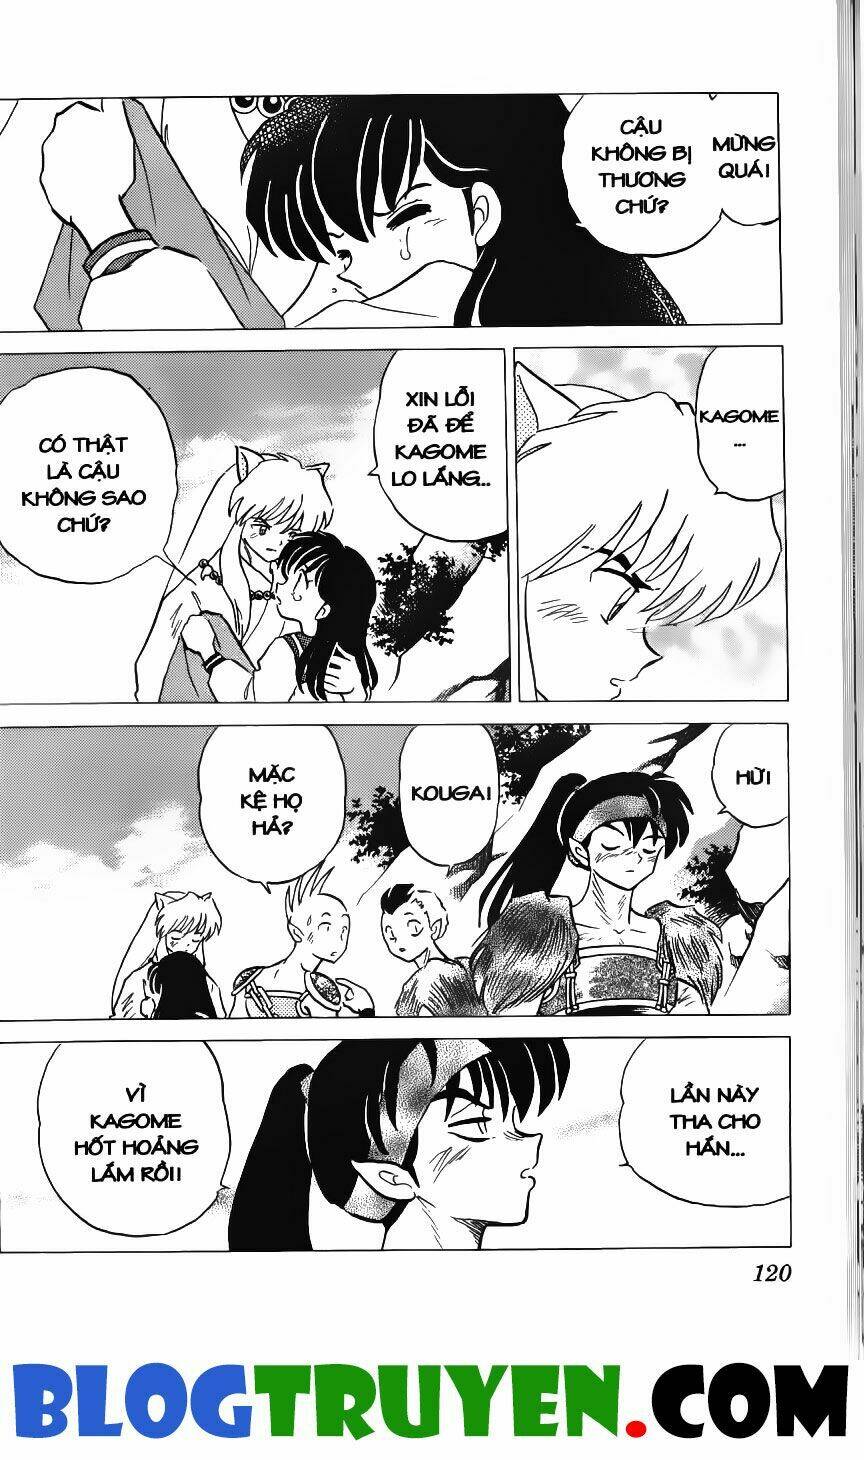 MỪNG
QUÁ!
CẬU
KHÔNG BỊ
THƯƠNG
CHỨ?
KAGOME
...
XIN LỖI
ĐÃ ĐỂ
KAGOME
LO LẮNG...
CÓ THẬT
LÀ CẬU
KHÔNG SAO
CHỨ?
HỪ!
KOUGA!
MẶC
KỆ HỌ
HẢ?
LẦN NÀY
THA CHO
HẮN...
VÌ
KAGOME
HỐT HOẢNG
LẮM RỒI!
120
BLOGTRUYEN.COM